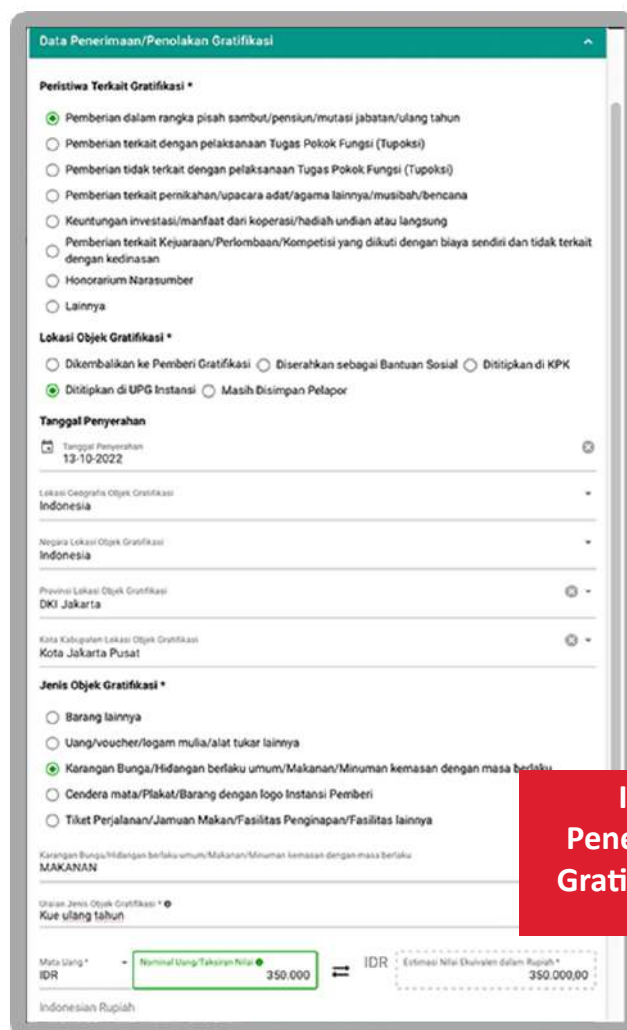 Data Penerimaan/Penolakan Gratifikasi
Peristiwa Terkait Gratifikasi *
Pemberian dalam rangka pisah sambut/pensiun/mutasi jabatan/ulang tahun
Pemberian terkait dengan pelaksanaan Tugas Pokok Fungsi (Tupoksi)
Pemberian tidak terkait dengan pelaksanaan Tugas Pokok Fungsi (Tupoksi)
Pemberian terkait pernikahan/upacara adat/agama lainnya/musibah/bencana
Keuntungan investasi/manfaat dari koperasi/hadiah undian atau langsung
Pemberian terkait Kejuaraan/Perlombaan/Kompetisi yang diikuti dengan biaya sendiri dan tidak terkait
dengan kedinasan
Honorarium Narasumber
Lainnya
Lokasi Objek Gratifikasi *
Dikembalikan ke Pemberi Gratifikasi Diserahkan sebagai Bantuan Sosial Dititipkan di KPK
Dititipkan di UPG Instansi Masih Disimpan Pelapor
Tanggal Penyerahan
Tanggal Penyerahan
13-10-2022
Lokasi Geografis Objek Gratifikasi
Indonesia
Negara Lokasi Objek Gratifikasi
Indonesia
Provinsi Lokasi Objek Gratifikasi
DKI Jakarta
Kota Kabupaten Lokasi Objek Gratifikasi
Kota Jakarta Pusat
Jenis Objek Gratifikasi *
Barang lainnya
Uang/voucher/logam mulia/alat tukar lainnya
Karangan Bunga/Hidangan berlaku umum/Makanan/Minuman kemasan dengan masa berlaku
Cendera mata/Plakat/Barang dengan logo Instansi Pemberi
Tiket Perjalanan/Jamuan Makan/Fasilitas Penginapan/Fasilitas lainnya
Karangan Bunga/Hidangan berlaku umum/Makanan/Minuman kemasan dengan masa berlaku
MAKANAN
Uraian Jenis Objek Gratifikasi *
Kue ulang tahun
Mata Uang * Nominal Uang/Taksiran Nilai IDR Estimasi Nilai Ekuivalen dalam Rupiah *
IDR 350.000 350.000,00
Indonesian Rupiah
I
Pene
Grati